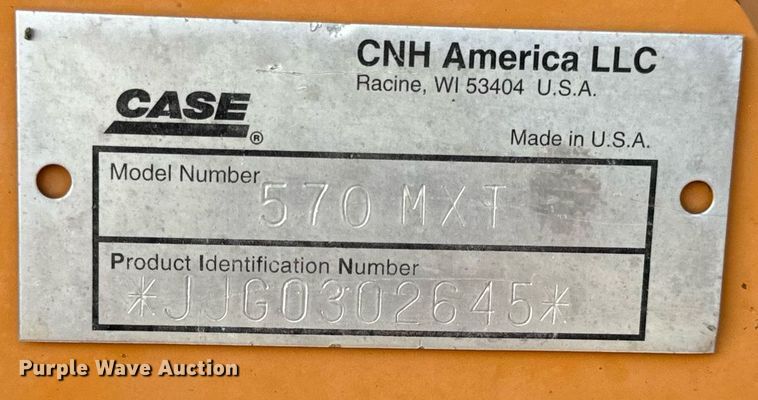 CNH America LLC
Racine, WI 53404 U.S.A.
CASE
®
Made in U.S.A.
Model Number
570 MXT
Product Identification Number
*JJG0302645*
Purple Wave Auction